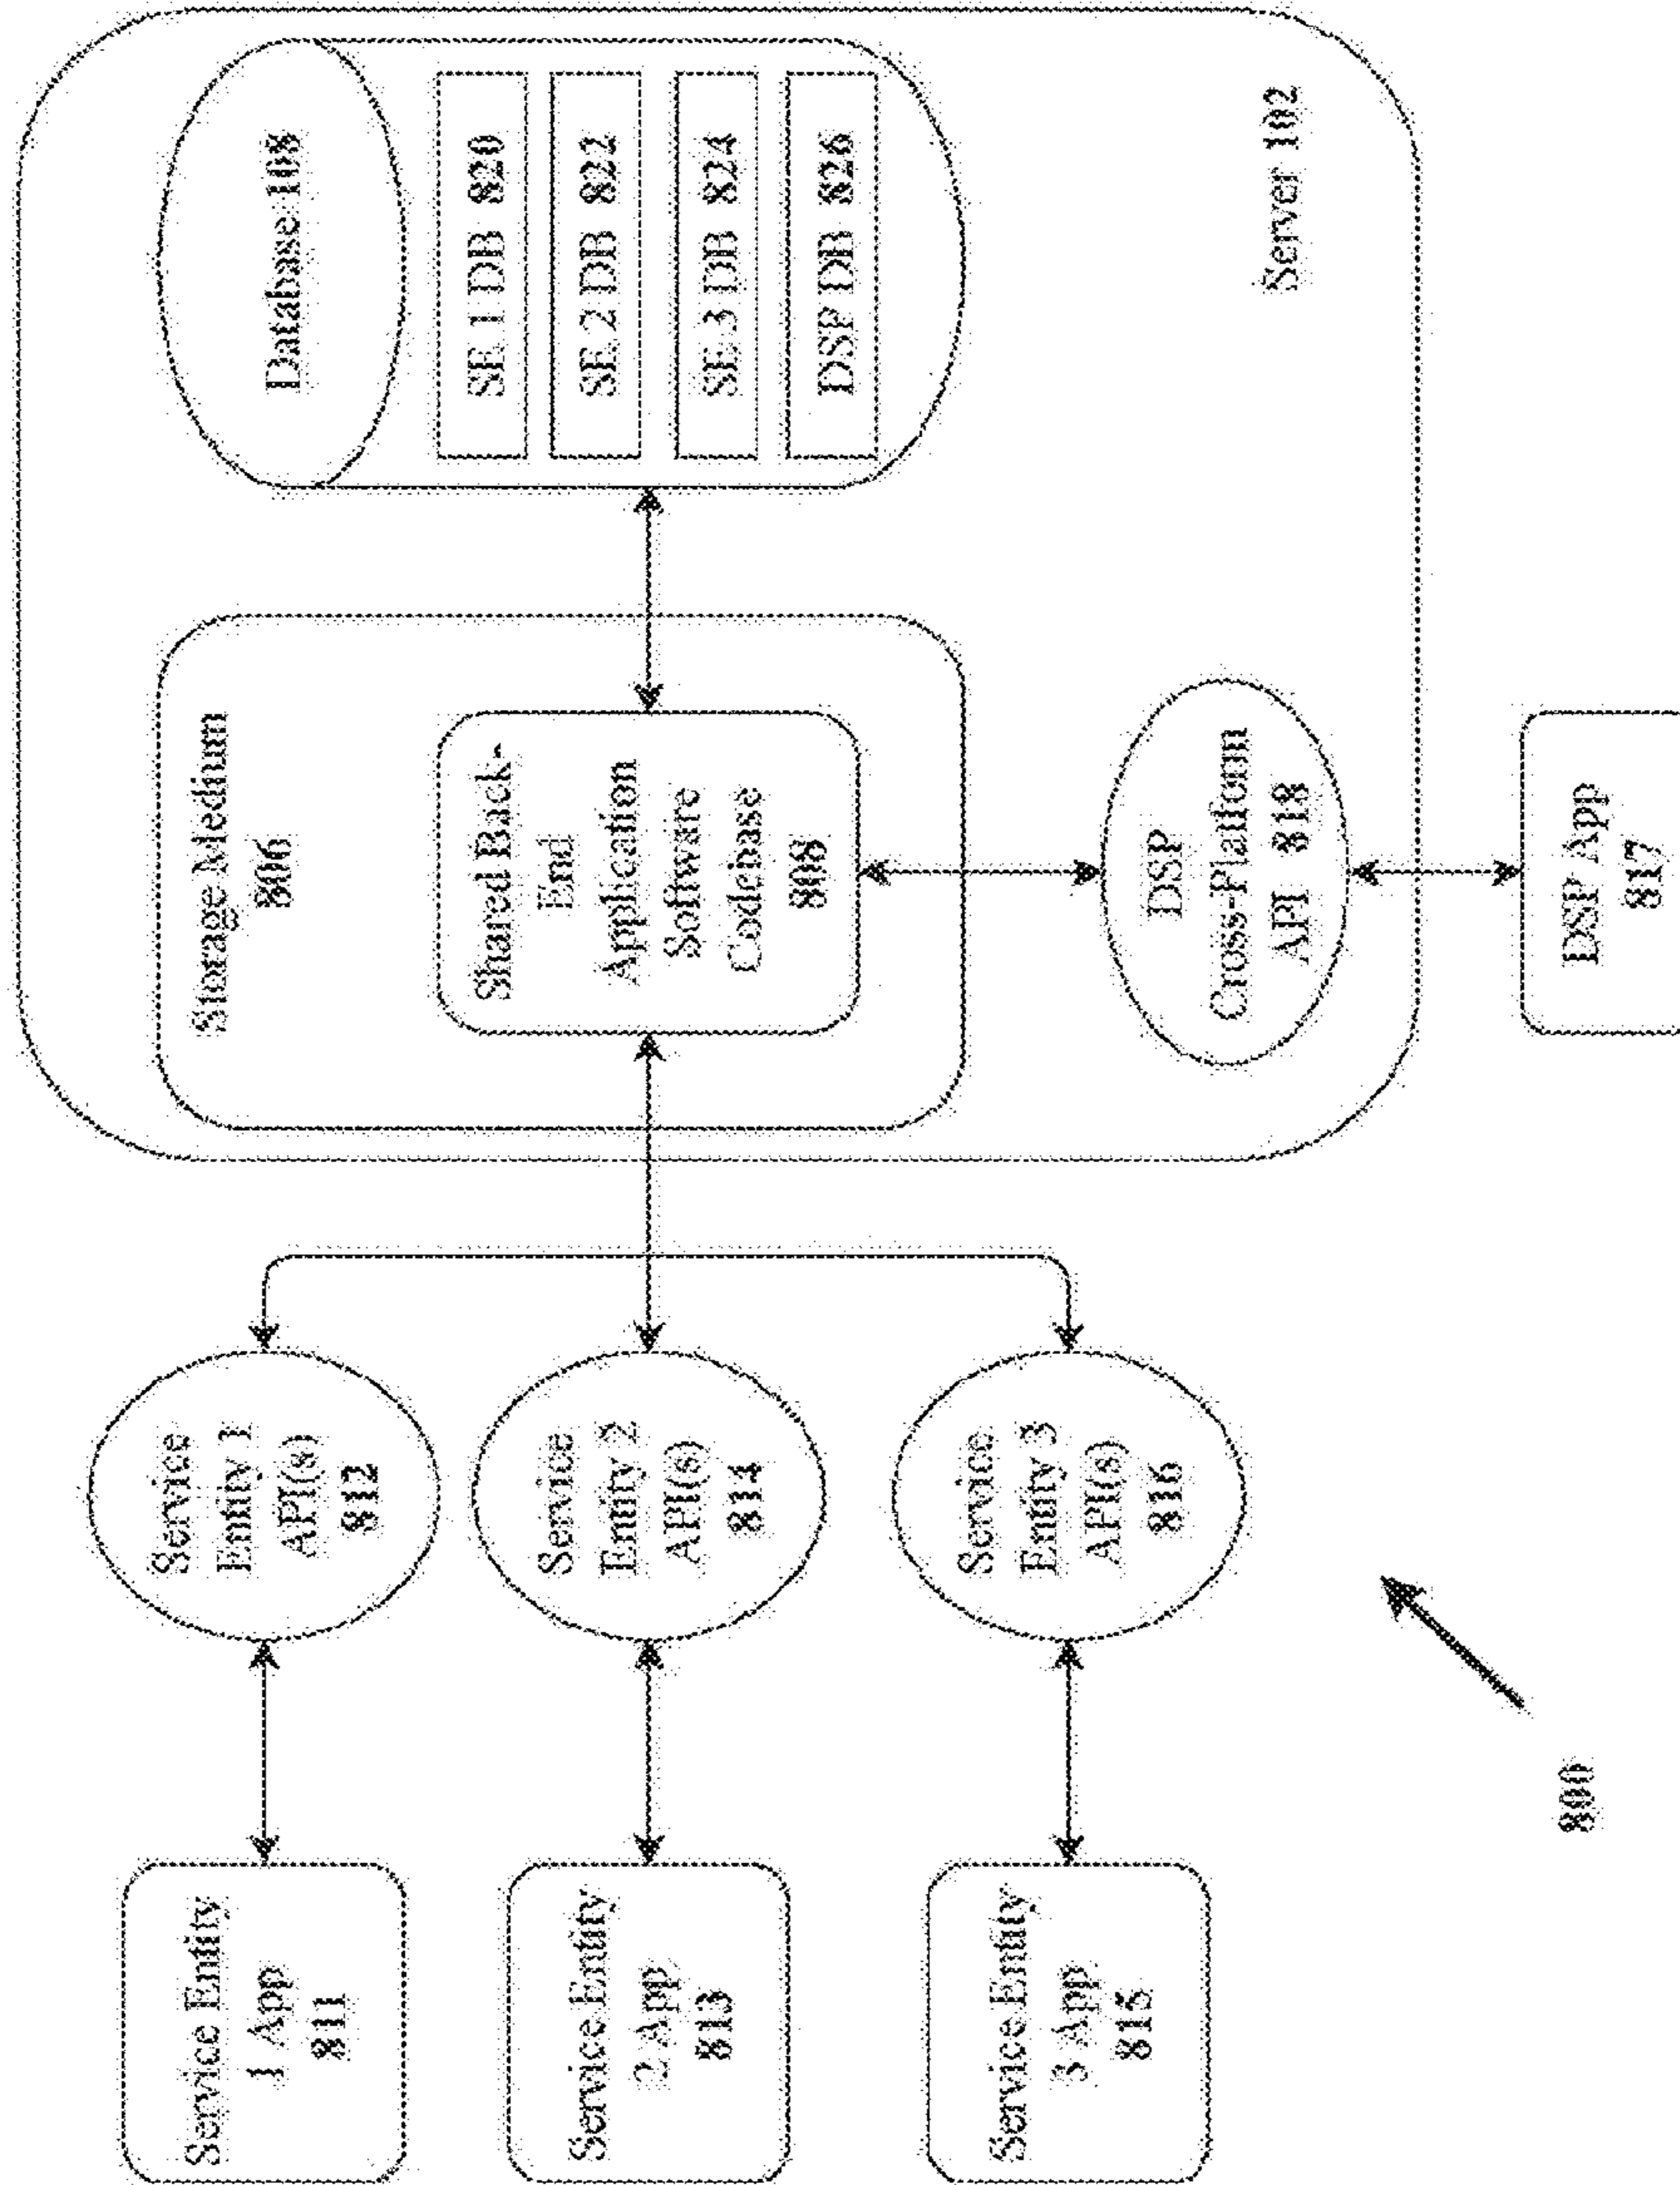 Service Entity
1 App
811
Service
Entity 1
API(s)
812
Service Entity
2 App
813
Service
Entity 2
API(s)
814
Service Entity
3 App
815
Service
Entity 3
API(s)
816
800
Storage Medium
806
Shared Back-
End
Application
Software
Codebase
808
Database 108
SE 1 DB 820
SE 2 DB 822
SE 3 DB 824
DSP DB 826
DSP
Cross-Platform
API 818
Server 102
DSP App
817